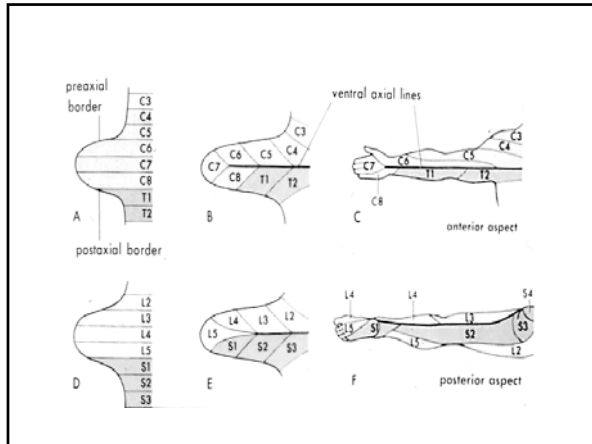 preaxial
border
C3
C4
C5
C6
C7
C8
T1
T2
A
postaxial border
ventral axial lines
C3
C4
C5
C6
C7
C8
T1
T2
B
C3
C4
C5
C6
C7
T1
T2
C8
C
anterior aspect
L2
L3
L4
L5
S1
S2
S3
D
L4
L3
L2
L5
S1
S2
S3
E
L4
L4
S4
L3
L5
S1
S2
S3
L5
L2
F
posterior aspect